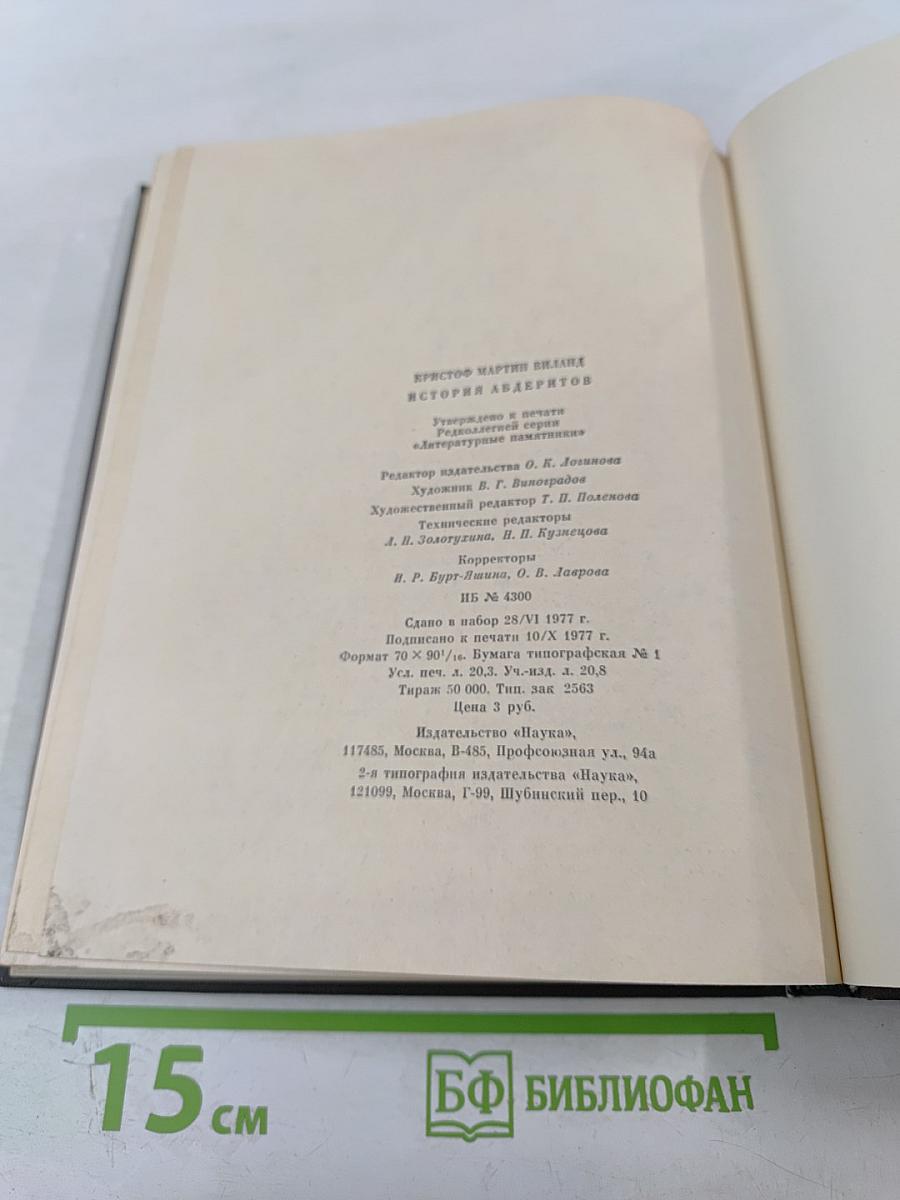 КРИСТОФ МАРТИН ВИЛАНД
ИСТОРИЯ АБДЕРИТОВ
Утверждено к печати
Редколлегией серии
«Литературные памятники»
Редактор издательства О. К. Логинова
Художник В. Г. Виноградов
Художественный редактор Т. П. Поленова
Технические редакторы
Л. Н. Золотухина, Н. П. Кузнецова
Корректоры
И. Р. Бурт-Яшина, О. В. Лаврова
ИБ № 4300
Сдано в набор 28/VI 1977 г.
Подписано к печати 10/X 1977 г.
Формат 70 × 90¹/₁₆. Бумага типографская № 1
Усл. печ. л. 20,3. Уч.-изд. л. 20,8
Тираж 50 000. Тип. зак 2563
Цена 3 руб.
Издательство «Наука»,
117485, Москва, В-485, Профсоюзная ул., 94а
2-я типография издательства «Наука»,
121099, Москва, Г-99, Шубинский пер., 10
15 см
БФ БИБЛИОФАН